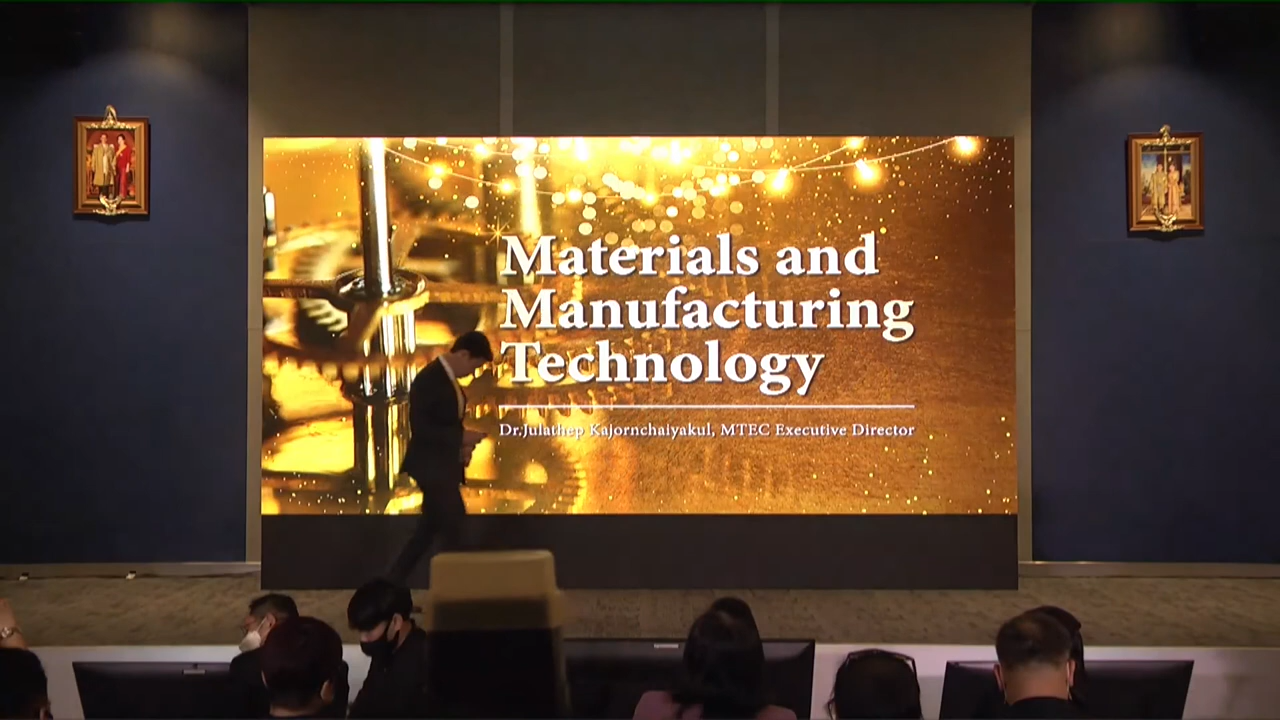 Materials and
Manufacturing
Technology
Dr.Julathep Kajornchaiyakul, MTEC Executive Director